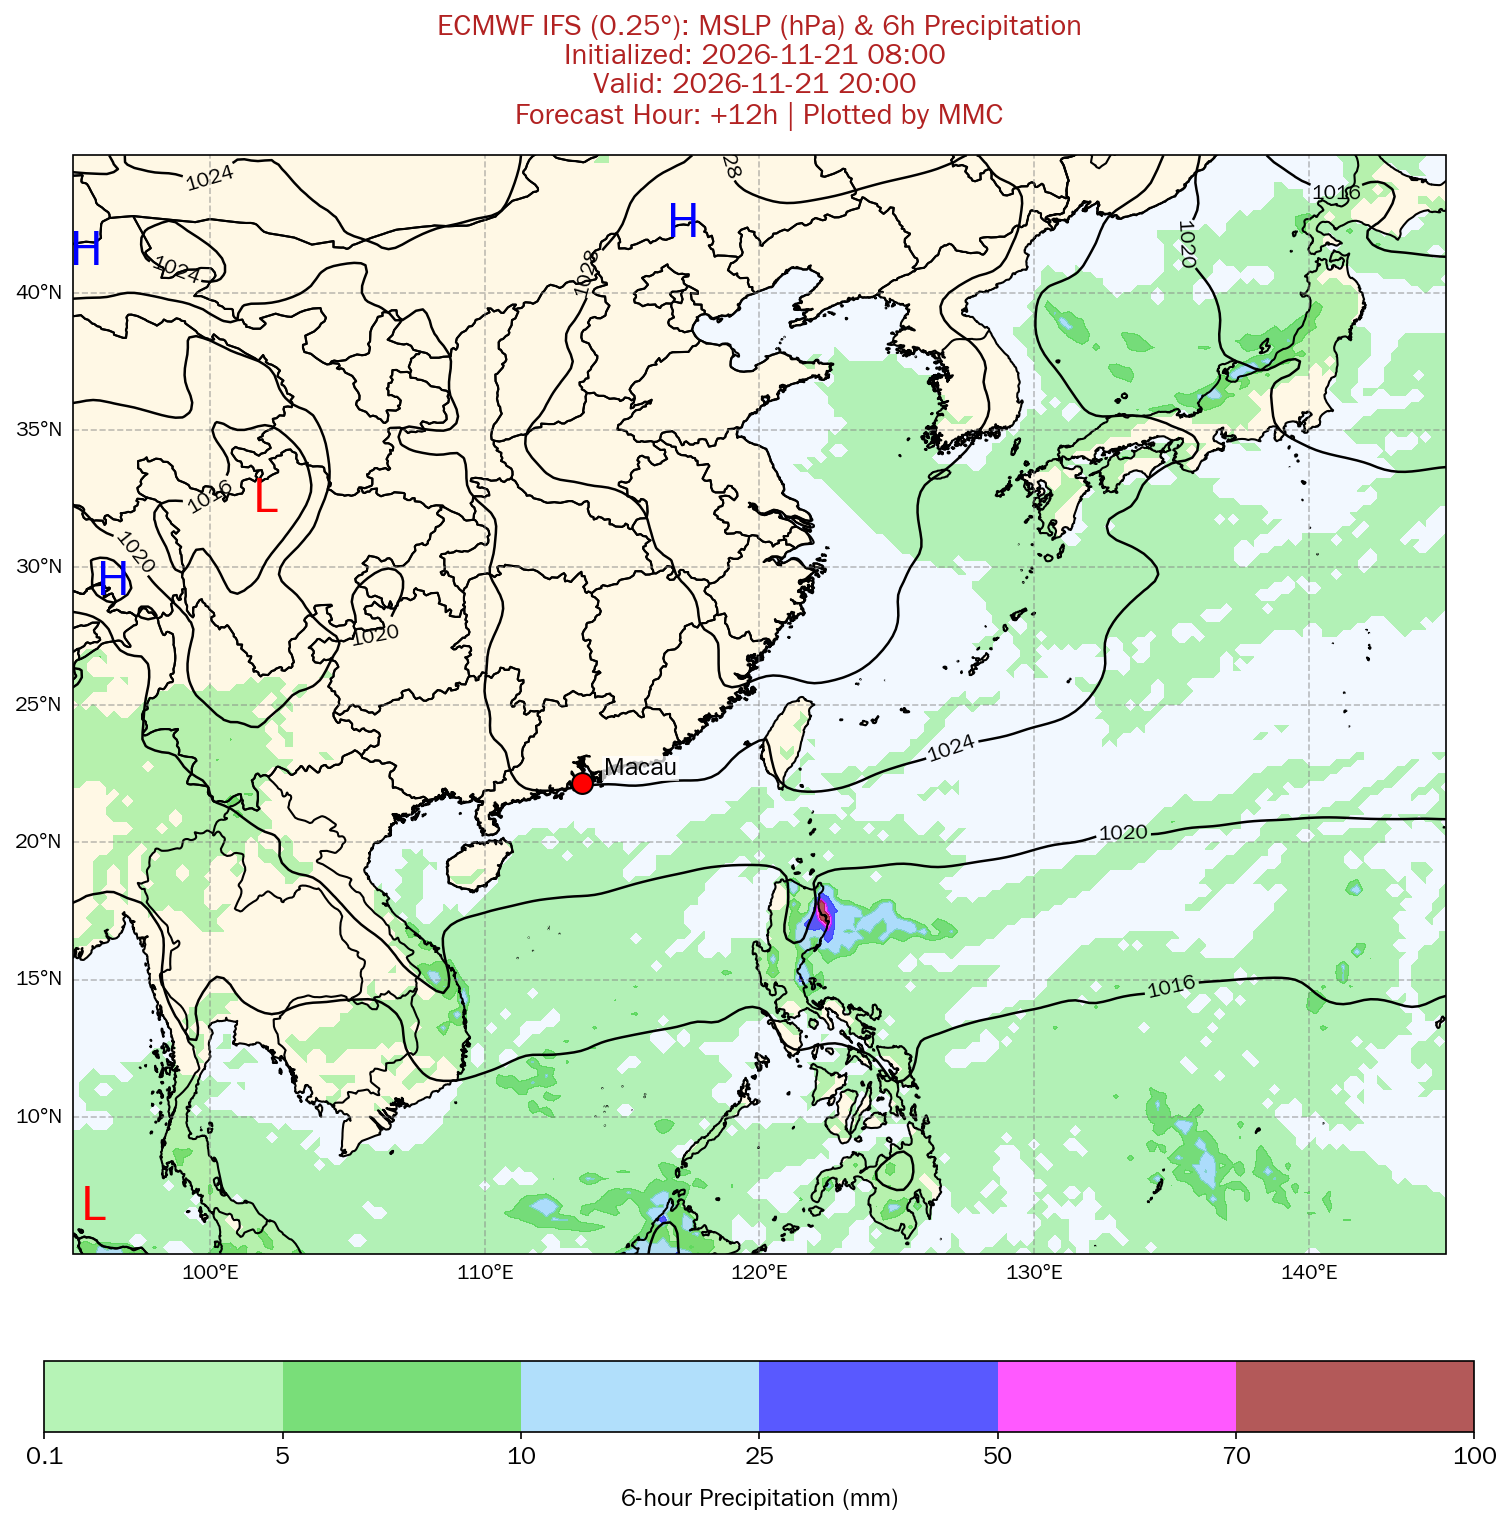 ECMWF IFS (0.25°): MSLP (hPa) & 6h Precipitation
Initialized: 2026-11-21 08:00
Valid: 2026-11-21 20:00
Forecast Hour: +12h | Plotted by MMC
1024
28
1016
H
H
1020
1024
1028
40°N
35°N
1016
L
1020
30°N
H
1020
25°N
1024
Macau
20°N
1020
15°N
1016
10°N
L
100°E 110°E 120°E 130°E 140°E
0.1 5 10 25 50 70 100
6-hour Precipitation (mm)